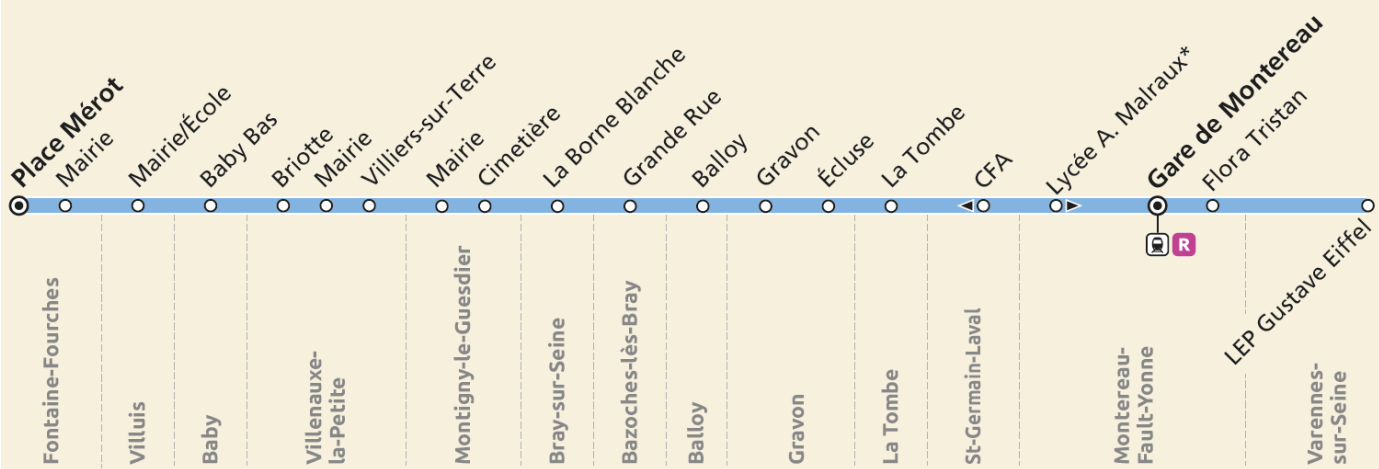 Place Mérot
Mairie
Mairie/École
Baby Bas
Briotte
Mairie
Villiers-sur-Terre
Mairie
Cimetière
La Borne Blanche
Grande Rue
Balloy
Gravon
Écluse
La Tombe
CFA
Lycée A. Malraux*
Gare de Montereau
Flora Tristan
R
LEP Gustave Eiffel
Fontaine-Fourches
Villuis
Baby
Villenauxe-
la-Petite
Montigny-le-Guesdier
Bray-sur-Seine
Bazoches-lès-Bray
Balloy
Gravon
La Tombe
St-Germain-Laval
Montereau-
Fault-Yonne
Varennes-
sur-Seine